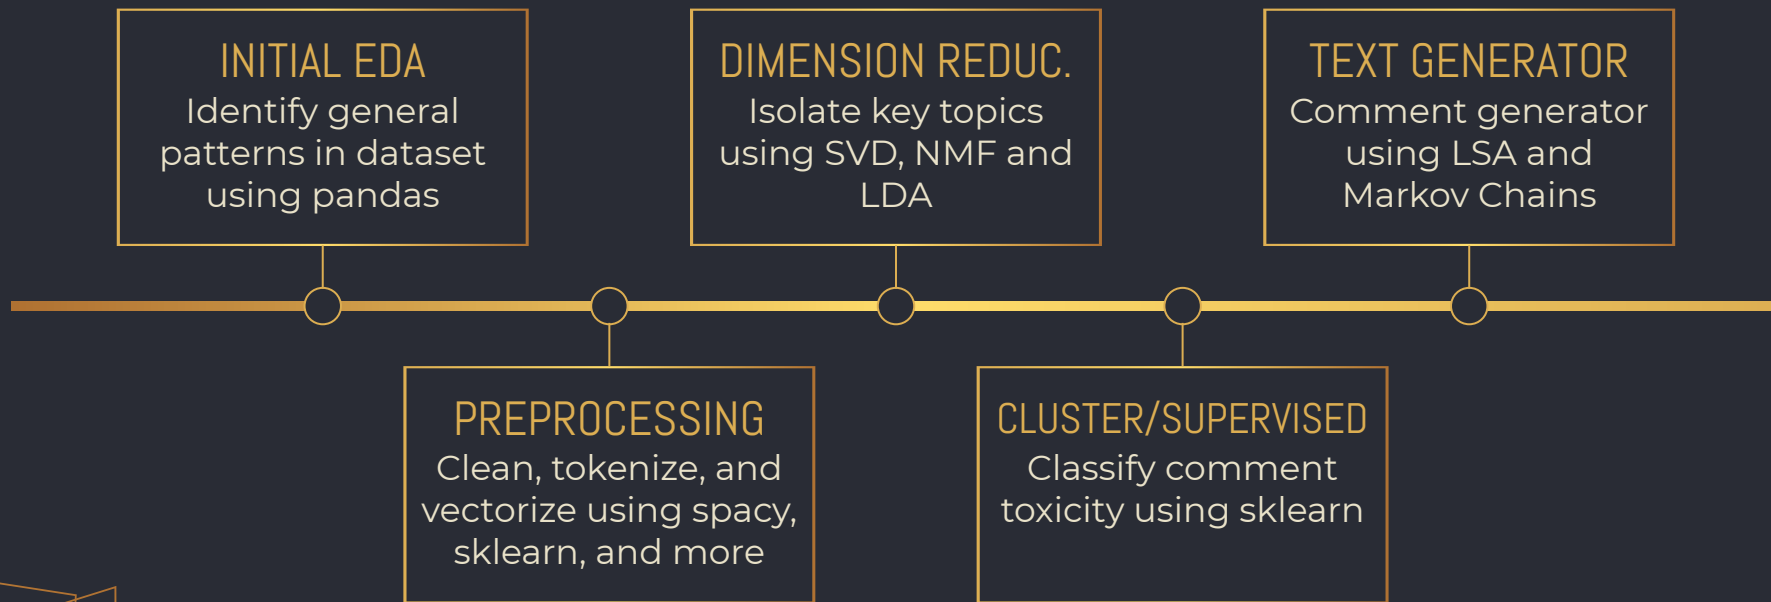 INITIAL EDA
Identify general
patterns in dataset
using pandas
PREPROCESSING
Clean, tokenize, and
vectorize using spacy,
sklearn, and more
DIMENSION REDUC.
Isolate key topics
using SVD, NMF and
LDA
CLUSTER/SUPERVISED
Classify comment
toxicity using sklearn
TEXT GENERATOR
Comment generator
using LSA and
Markov Chains